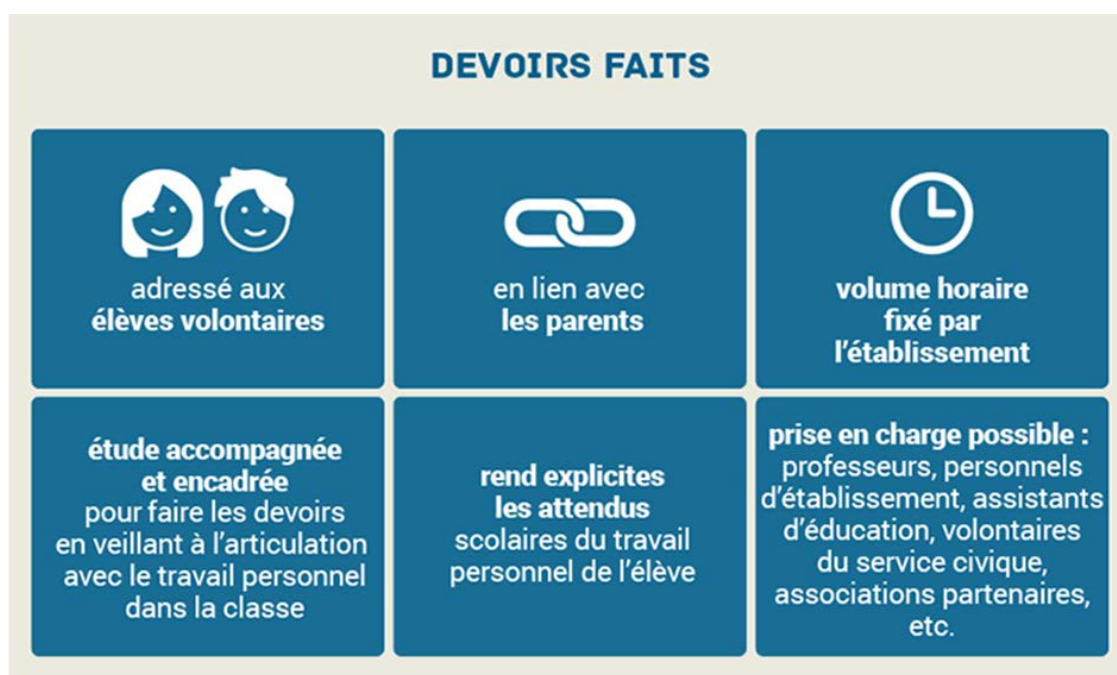 DEVOIRS FAITS
adressé aux
élèves volontaires
en lien avec
les parents
volume horaire
fixé par
l'établissement
étude accompagnée
et encadrée
pour faire les devoirs
en veillant à l'articulation
avec le travail personnel
dans la classe
rend explicites
les attendus
scolaires du travail
personnel de l'élève
prise en charge possible :
professeurs, personnels
d'établissement, assistants
d'éducation, volontaires
du service civique,
associations partenaires,
etc.